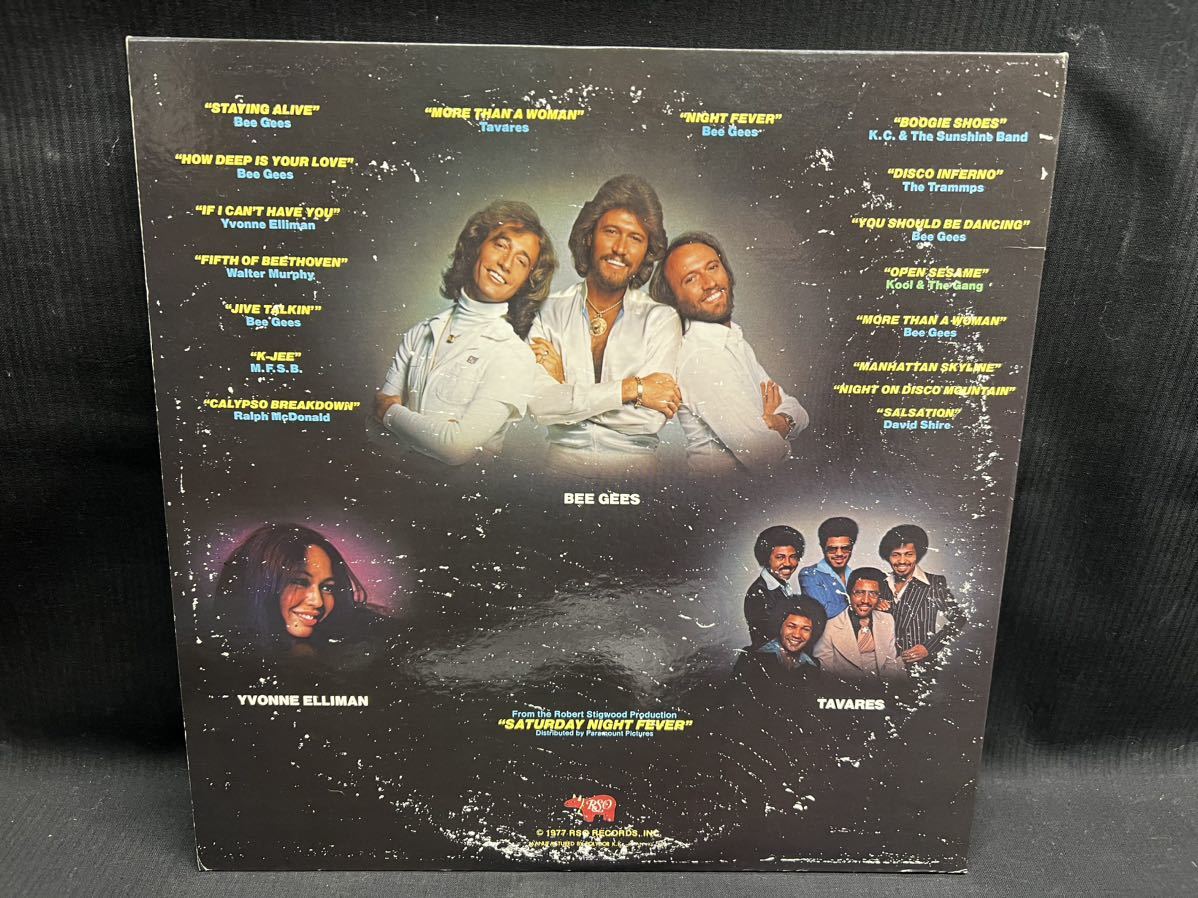 "STAYING ALIVE"
Bee Gees
"HOW DEEP IS YOUR LOVE"
Bee Gees
"IF I CAN'T HAVE YOU"
Yvonne Elliman
"FIFTH OF BEETHOVEN"
Walter Murphy
"JIVE TALKIN'"
Bee Gees
"K-JEE"
M.F.S.B.
"CALYPSO BREAKDOWN"
Ralph McDonald
"MORE THAN A WOMAN"
Tavares
"NIGHT FEVER"
Bee Gees
"BOOGIE SHOES"
K.C. & The Sunshine Band
"DISCO INFERNO"
The Trammps
"YOU SHOULD BE DANCING"
Bee Gees
"OPEN SESAME"
Kool & The Gang
"MORE THAN A WOMAN"
Bee Gees
"MANHATTAN SKYLINE"
"NIGHT ON DISCO MOUNTAIN"
"SALSATION"
David Shire
BEE GEES
YVONNE ELLIMAN
TAVARES
From the Robert Stigwood Production
"SATURDAY NIGHT FEVER"
Distributed by Paramount Pictures
RSO
© 1977 RSO RECORDS, INC.
MANUFACTURED BY POLYDOR K.K.